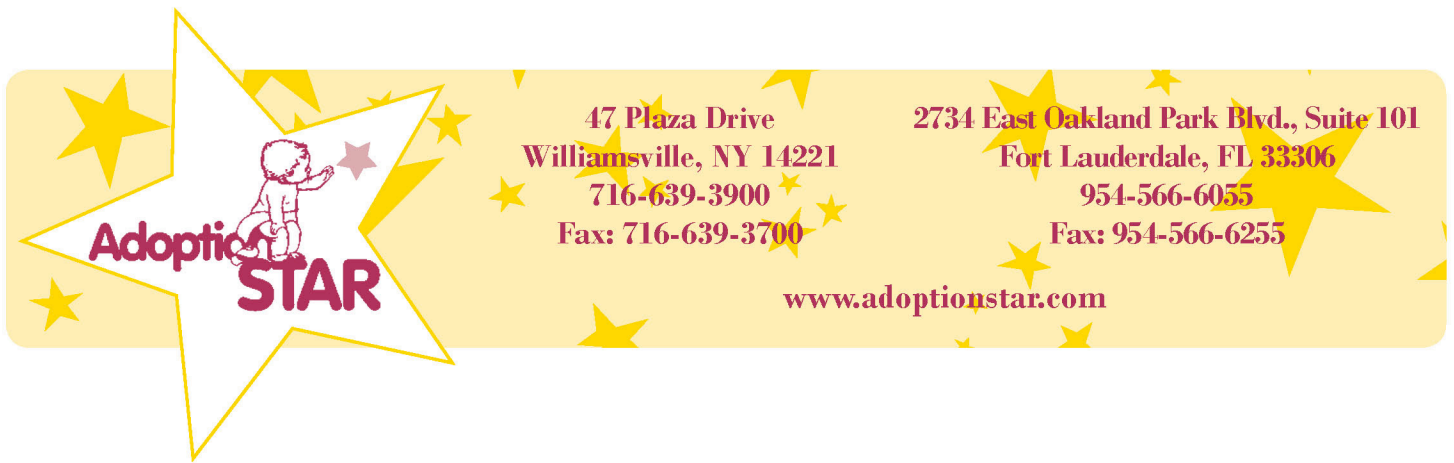 Adoption
STAR
47 Plaza Drive
Williamsville, NY 14221
716-639-3900
Fax: 716-639-3700
2734 East Oakland Park Blvd., Suite 101
Fort Lauderdale, FL 33306
954-566-6055
Fax: 954-566-6255
www.adoptionstar.com